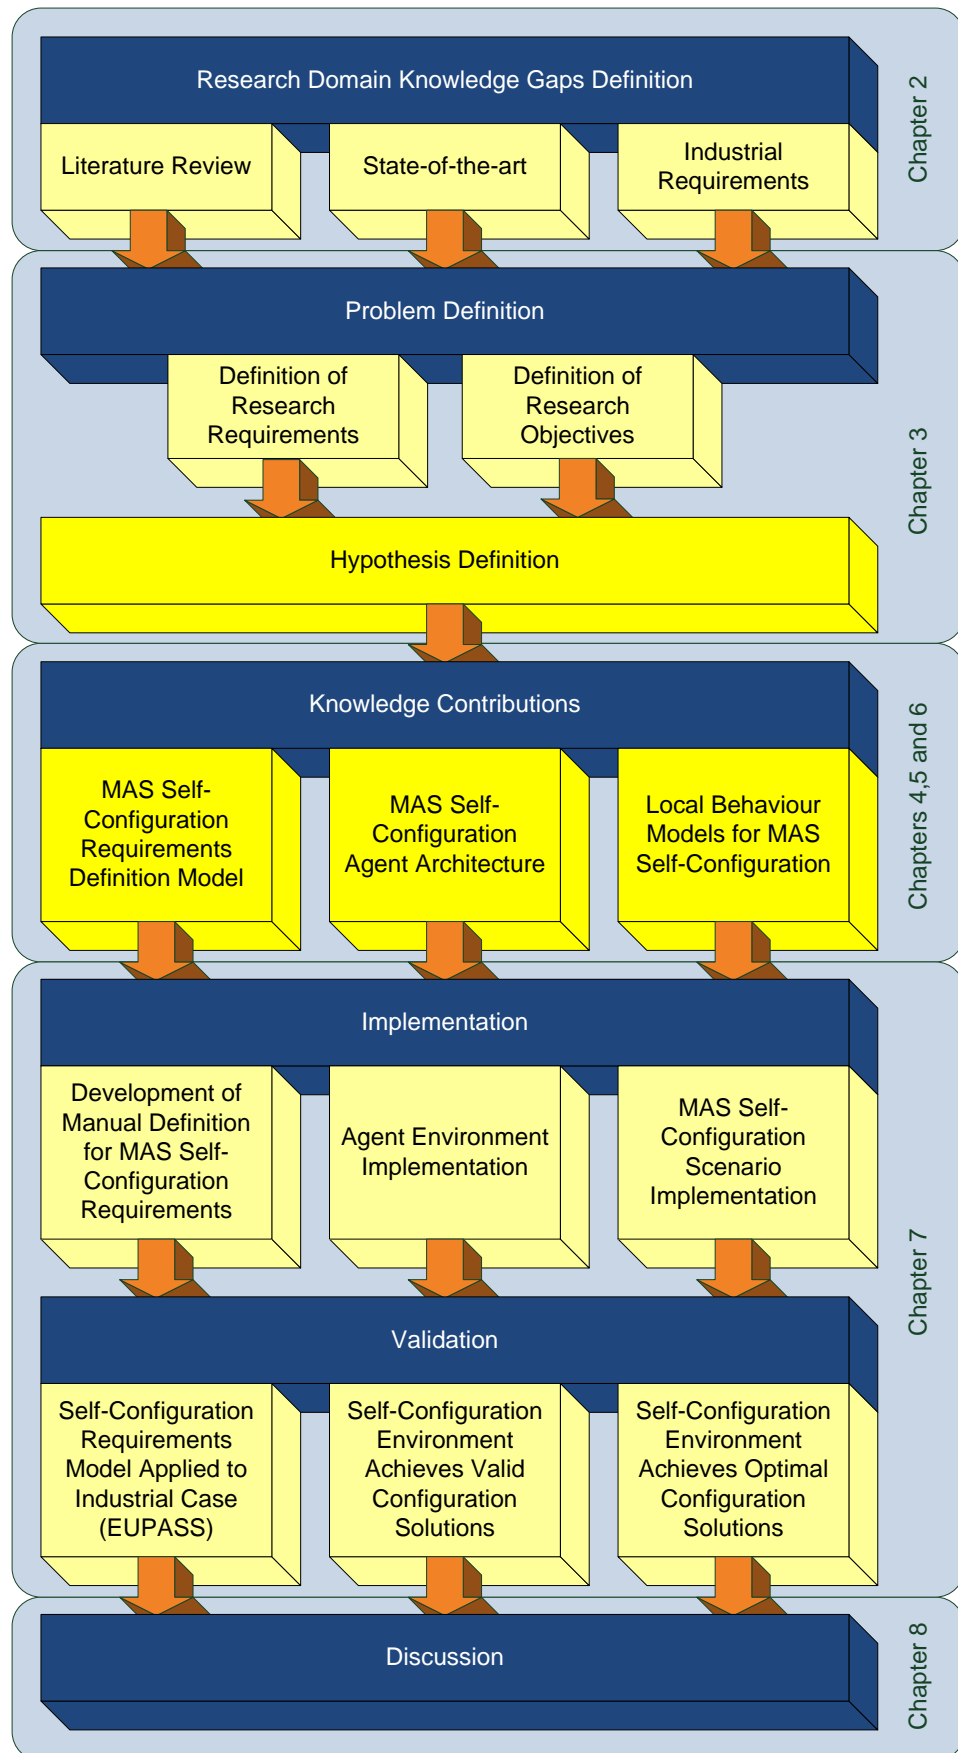 Research Domain Knowledge Gaps Definition
Literature Review
State-of-the-art
Industrial
Requirements
Chapter 2
Problem Definition
Definition of
Research
Requirements
Definition of
Research
Objectives
Hypothesis Definition
Chapter 3
Knowledge Contributions
MAS Self-
Configuration
Requirements
Definition Model
MAS Self-
Configuration
Agent Architecture
Local Behaviour
Models for MAS
Self-Configuration
Chapters 4,5 and 6
Implementation
Development of
Manual Definition
for MAS Self-
Configuration
Requirements
Agent Environment
Implementation
MAS Self-
Configuration
Scenario
Implementation
Chapter 7
Validation
Self-Configuration
Requirements
Model Applied to
Industrial Case
(EUPASS)
Self-Configuration
Environment
Achieves Valid
Configuration
Solutions
Self-Configuration
Environment
Achieves Optimal
Configuration
Solutions
Discussion
Chapter 8